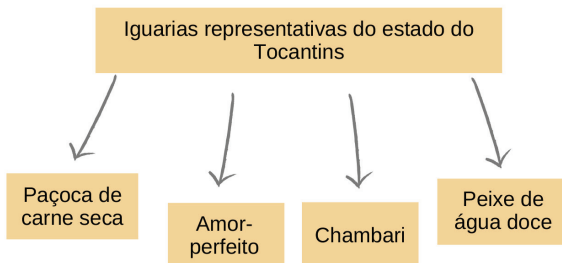 Iguarias representativas do estado do
Tocantins
Paçoca de
carne seca
Amor-
perfeito
Chambari
Peixe de
água doce